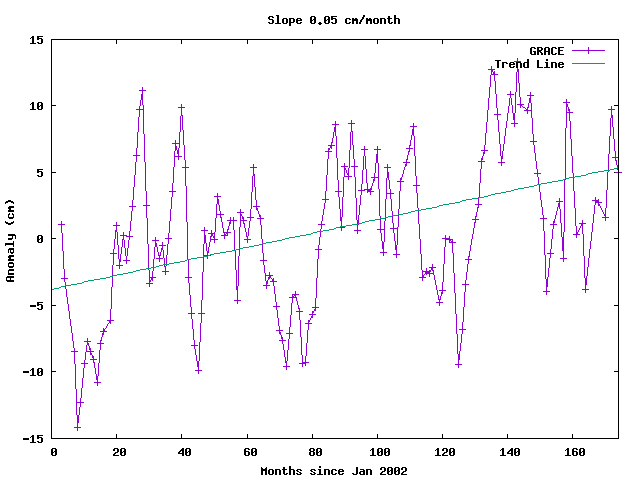 Slope 0.05 cm/month
15
GRACE
Trend Line
10
5
0
-5
-10
-15
Anomaly (cm)
0 20 40 60 80 100 120 140 160
Months since Jan 2002